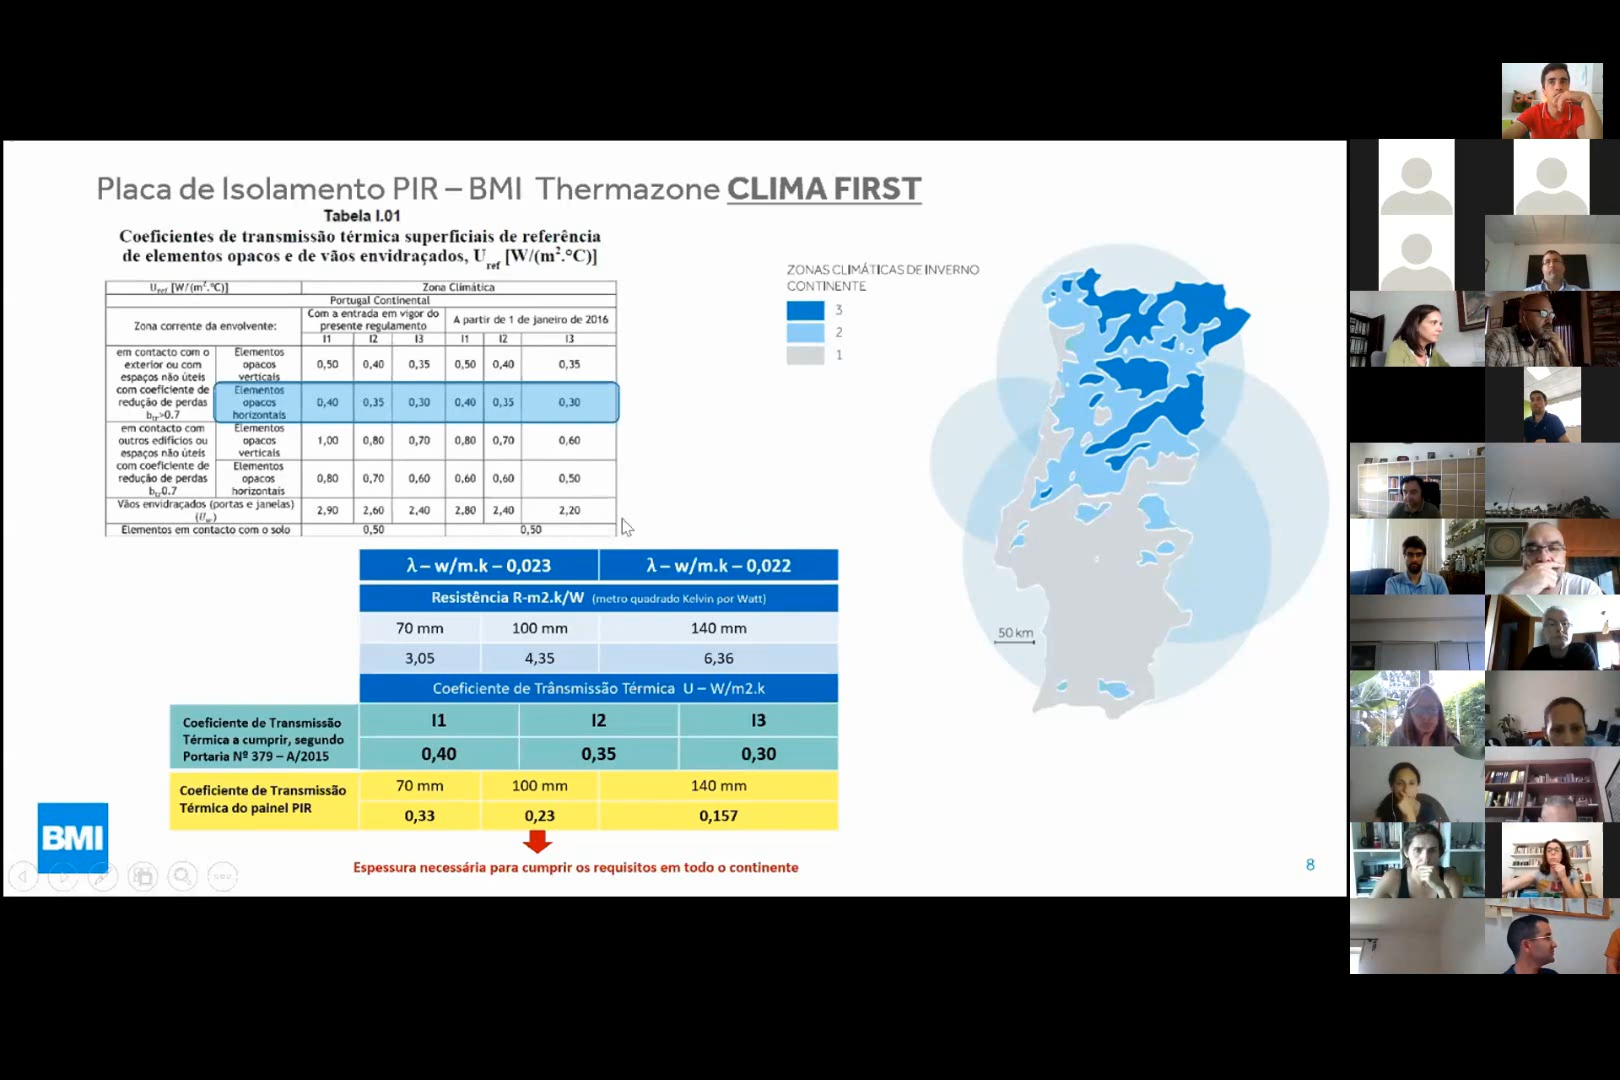 Placa de Isolamento PIR – BMI Thermazone CLIMA FIRST
Tabela I.01
Coeficientes de transmissão térmica superficiais de referência
de elementos opacos e de vãos envidraçados, Uref [W/(m².°C)]
Uref [W/(m².°C)] Zona Climática
Portugal Continental
Zona corrente da envolvente: Com a entrada em vigor do presente regulamento A partir de 1 de janeiro de 2016
I1 I2 I3 I1 I2 I3
em contacto com o exterior ou com espaços não úteis com coeficiente de redução de perdas btr>0.7
Elementos opacos verticais 0,50 0,40 0,35 0,50 0,40 0,35
Elementos opacos horizontais 0,40 0,35 0,30 0,40 0,35 0,30
em contacto com outros edifícios ou espaços não úteis com coeficiente de redução de perdas
Elementos opacos verticais 1,00 0,80 0,70 0,80 0,70 0,60
Elementos opacos horizontais 0,80 0,70 0,60 0,60 0,60 0,50
Vãos envidraçados (portas e janelas) 2,90 2,60 2,40 2,80 2,40 2,20
Elementos em contacto com o solo 0,50 0,50
ZONAS CLIMÁTICAS DE INVERNO
CONTINENTE
3
2
1
50 km
λ – w/m.k – 0,023 λ – w/m.k – 0,022
Resistência R-m2.k/W (metro quadrado Kelvin por Watt)
70 mm 100 mm 140 mm
3,05 4,35 6,36
Coeficiente de Trânsmissão Térmica U – W/m2.k
Coeficiente de Transmissão
Térmica a cumprir, segundo
Portaria Nº 379 – A/2015
I1 I2 I3
0,40 0,35 0,30
Coeficiente de Transmissão
Térmica do painel PIR
70 mm 100 mm 140 mm
0,33 0,23 0,157
Espessura necessária para cumprir os requisitos em todo o continente
BMI
8